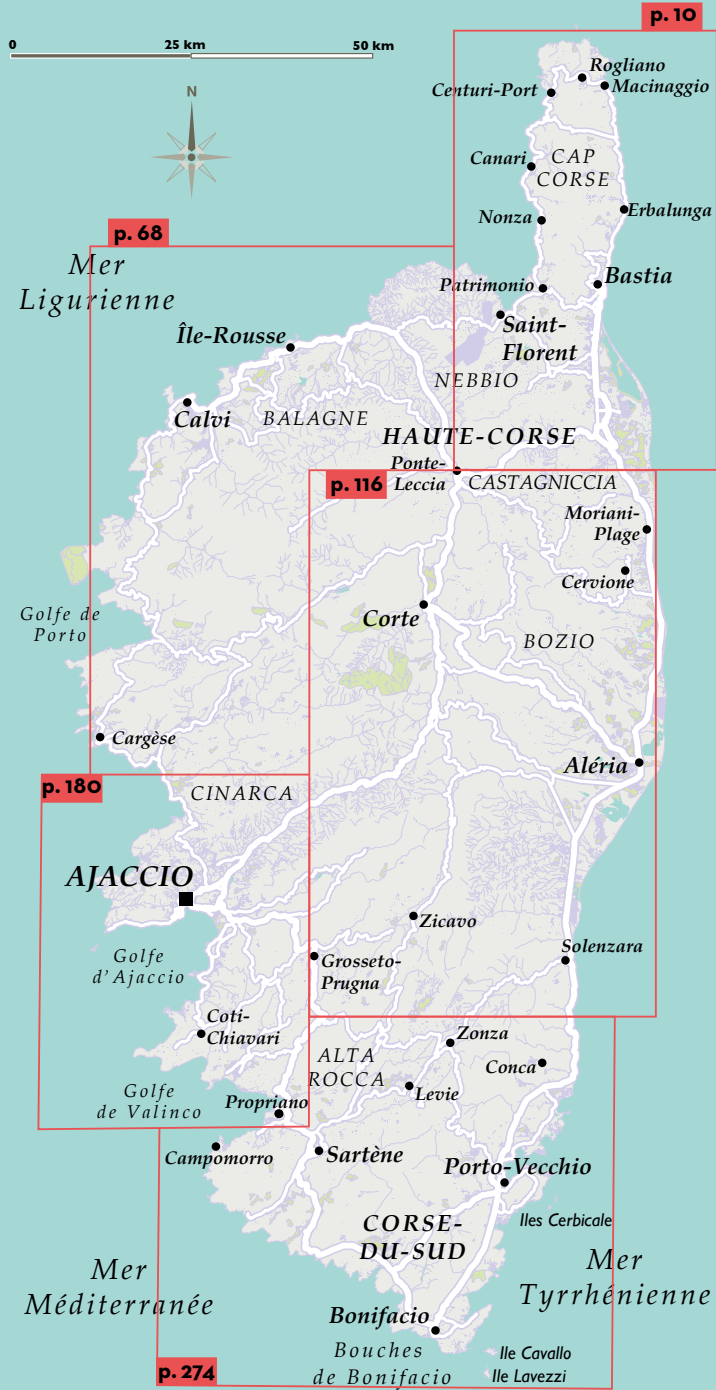 p. 10
0 25 km 50 km
N
Rogliano
Centuri-Port
Macinaggio
Canari
CAP
CORSE
Nonza
Erbalunga
p. 68
Mer
Ligurienne
Patrimonio
Bastia
Saint-
Florent
Île-Rousse
NEBBIO
Calvi
BALAGNE
HAUTE-CORSE
Ponte-
Leccia
p. 116
CASTAGNICCIA
Moriani-
Plage
Cervione
Golfe de
Porto
Corte
BOZIO
Cargèse
Aléria
p. 180
CINARCA
AJACCIO
Zicavo
Golfe
d'Ajaccio
Grosseto-
Prugna
Solenzara
Coti-
Chiavari
Zonza
ALTA
ROCCA
Conca
Levie
Golfe
de Valinco
Propriano
Campomorro
Sartène
Porto-Vecchio
Iles Cerbicale
CORSE-
DU-SUD
Mer
Méditerranée
Mer
Tyrrhénienne
Bonifacio
Bouches
de Bonifacio
Ile Cavallo
Ile Lavezzi
p. 274